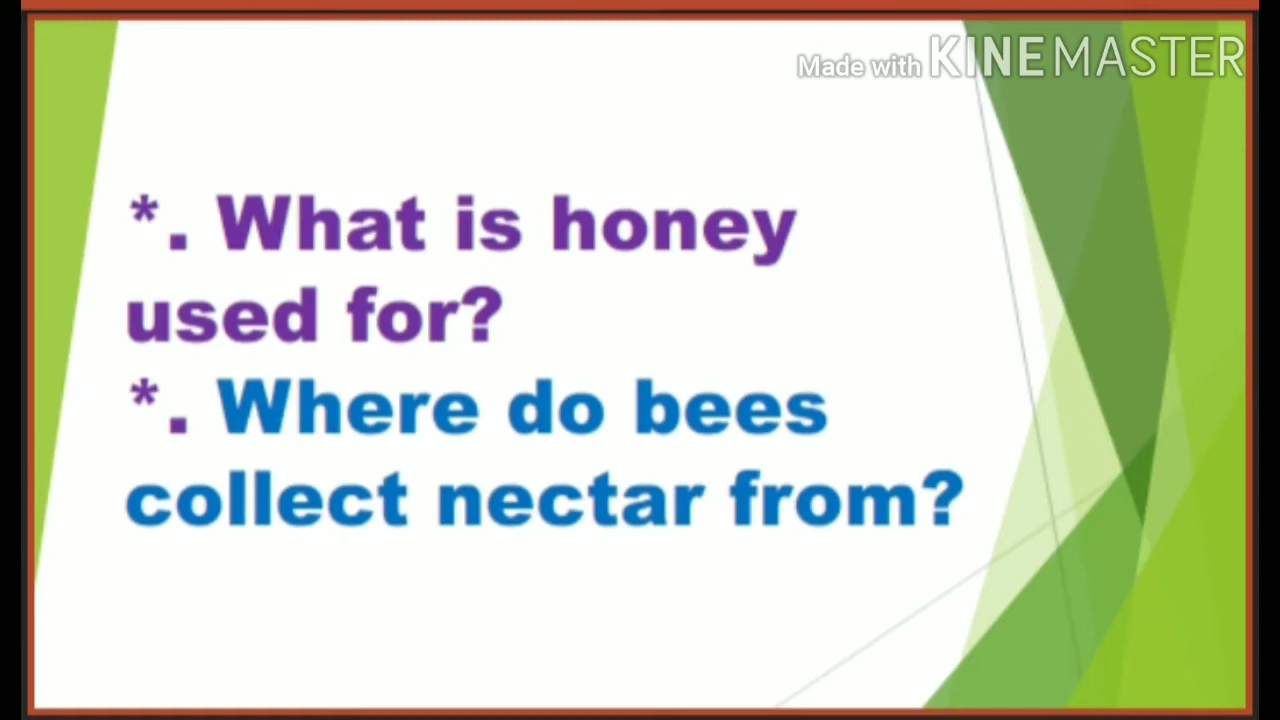 Made with KINEMASTER
*. What is honey
used for?
*. Where do bees
collect nectar from?